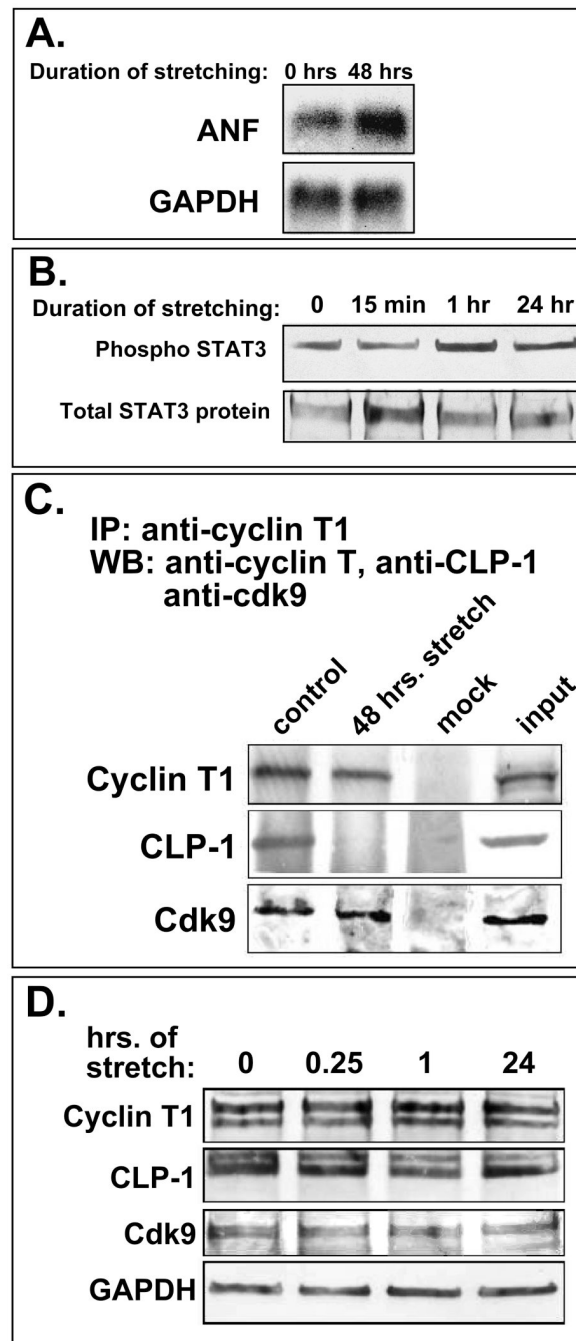 A.
Duration of stretching: 0 hrs 48 hrs
ANF
GAPDH
B.
Duration of stretching: 0 15 min 1 hr 24 hr
Phospho STAT3
Total STAT3 protein
C.
IP: anti-cyclin T1
WB: anti-cyclin T, anti-CLP-1
anti-cdk9
control 48 hrs. stretch mock input
Cyclin T1
CLP-1
Cdk9
D.
hrs. of
stretch: 0 0.25 1 24
Cyclin T1
CLP-1
Cdk9
GAPDH